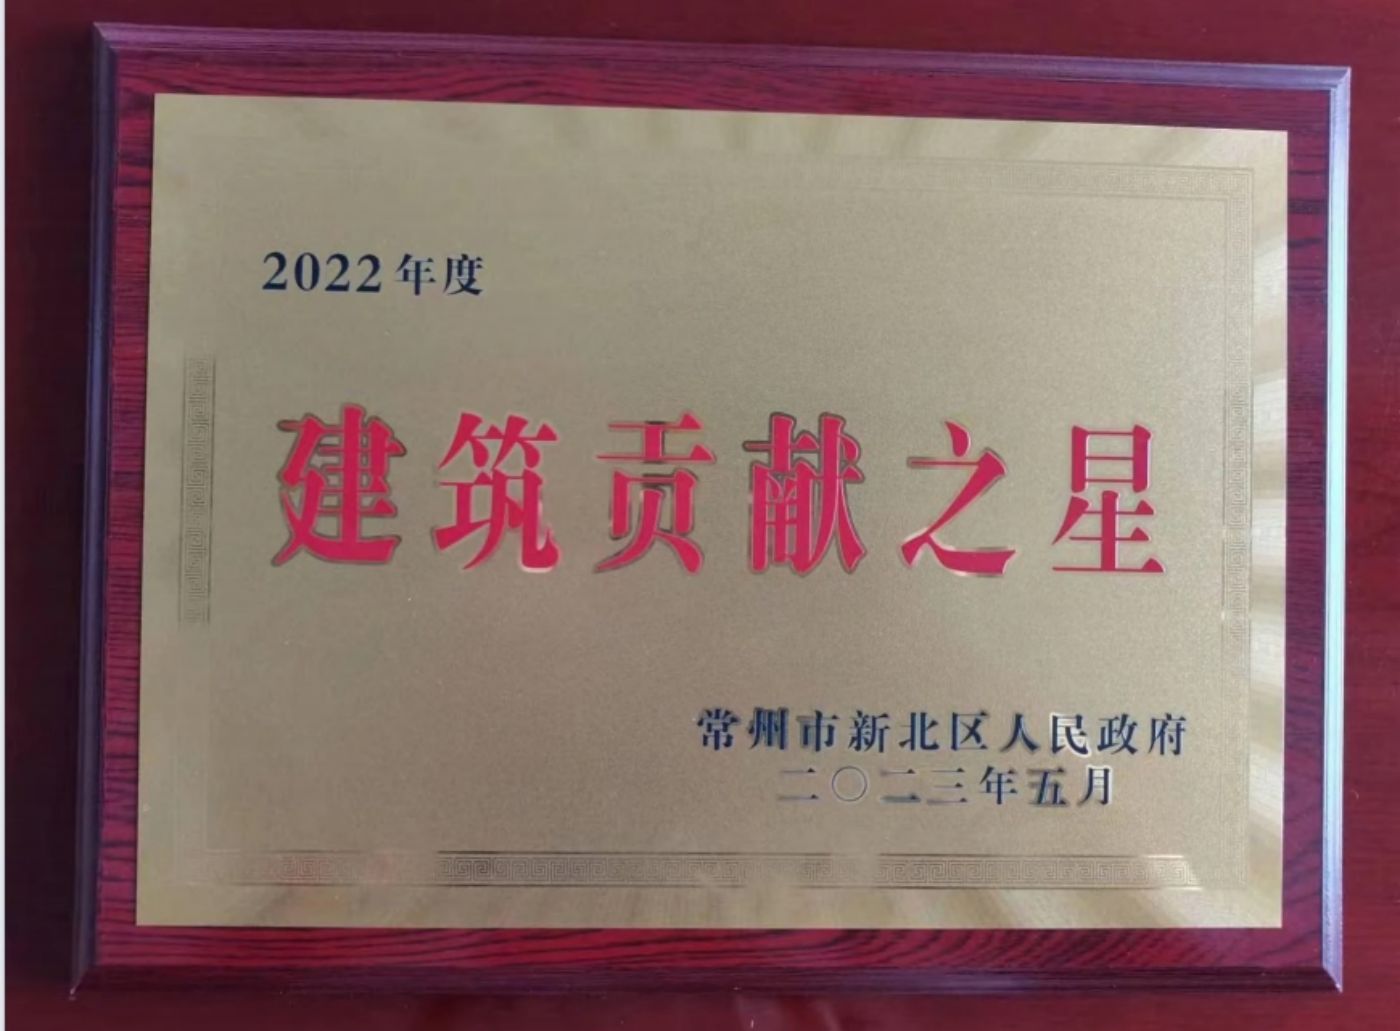 2022年度
建筑贡献之星
常州市新北区人民政府
二〇二三年五月